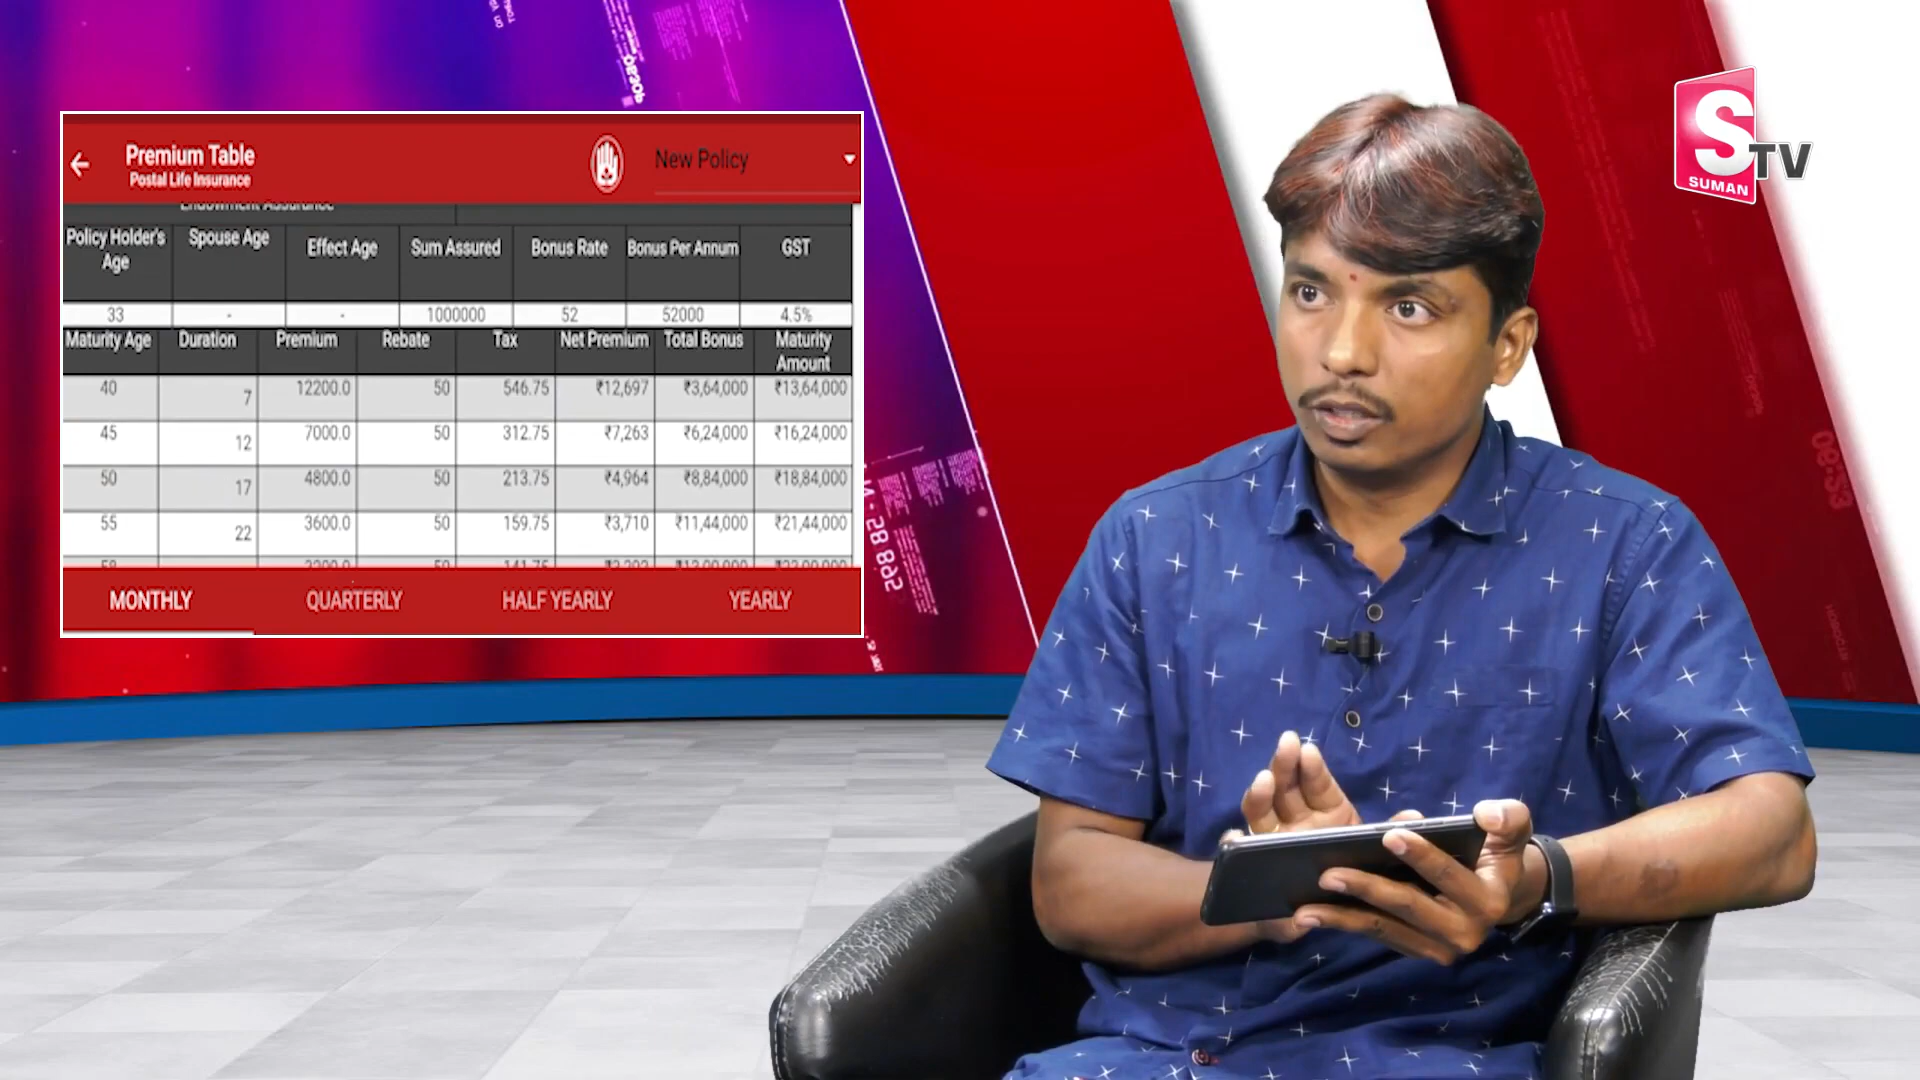 Premium Table
Postal Life Insurance
New Policy
Endowment Assurance
Policy Holder's Age Spouse Age Effect Age Sum Assured Bonus Rate Bonus Per Annum GST
33 - - 1000000 52 52000 4.5%
Maturity Age Duration Premium Rebate Tax Net Premium Total Bonus Maturity Amount
40 7 12200.0 50 546.75 ₹12,697 ₹3,64,000 ₹13,64,000
45 12 7000.0 50 312.75 ₹7,263 ₹6,24,000 ₹16,24,000
50 17 4800.0 50 213.75 ₹4,964 ₹8,84,000 ₹18,84,000
55 22 3600.0 50 159.75 ₹3,710 ₹11,44,000 ₹21,44,000
MONTHLY QUARTERLY HALF YEARLY YEARLY
S TV
SUMAN